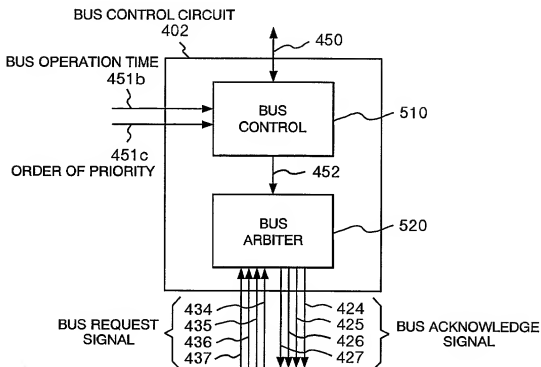 BUS CONTROL CIRCUIT
402
450
BUS OPERATION TIME
451b
BUS
CONTROL
510
451c
ORDER OF PRIORITY
452
BUS
ARBITER
520
434
435
436
437
BUS REQUEST
SIGNAL
424
425
426
427
BUS ACKNOWLEDGE
SIGNAL